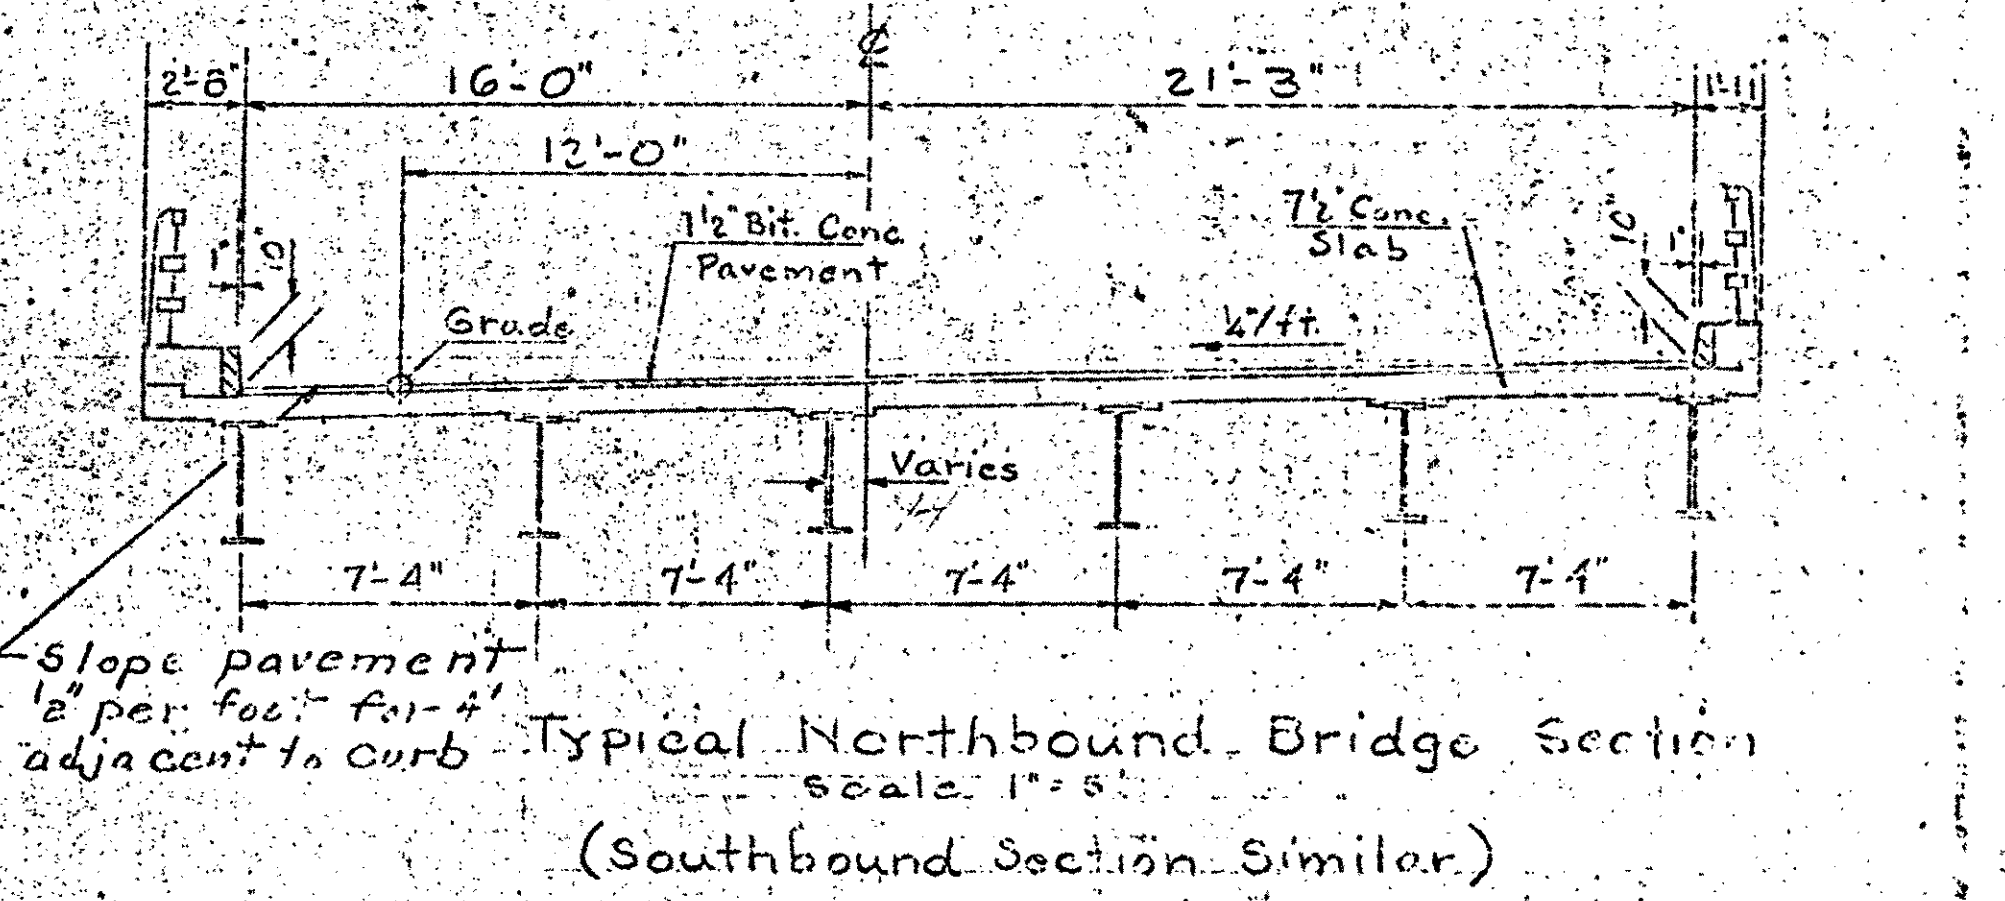 ℄
2'-8" 16'-0" 21'-3" 1'-11"
12'-0"
1½" Bit. Conc.
Pavement
7½" Conc.
Slab
1" 10"
10" 1"
Grade
¼"/ft.
Varies
7'-4" 7'-4" 7'-4" 7'-4" 7'-4"
Slope pavement
½" per foot for 4'
adjacent to curb
Typical Northbound Bridge Section
Scale 1" = 5'
(Southbound Section Similar)